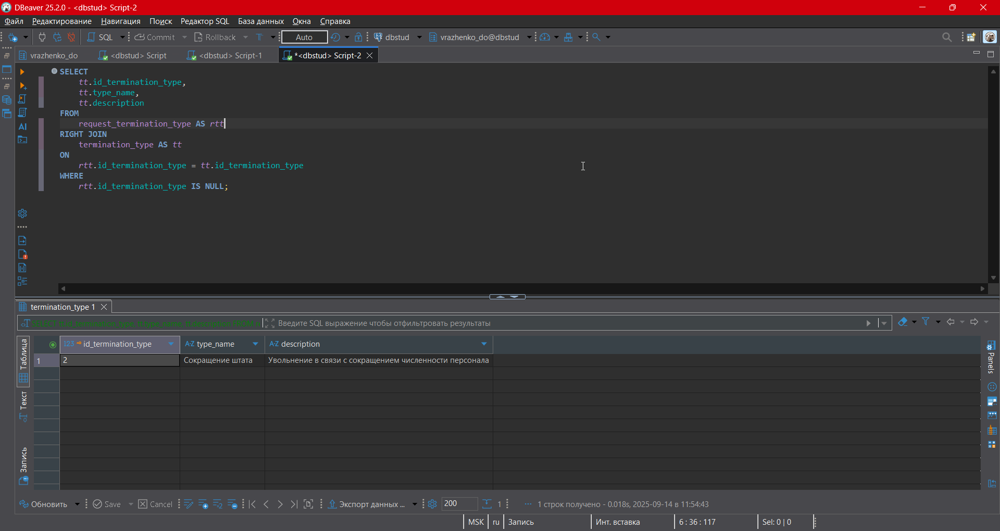 DBeaver 25.2.0 - <dbstud> Script-2
Файл Редактирование Навигация Поиск Редактор SQL База данных Окна Справка
SQL Commit Rollback T Auto dbstud vrazhenko_do@dbstud
vrazhenko_do <dbstud> Script <dbstud> Script-1 *<dbstud> Script-2
SELECT
tt.id_termination_type,
tt.type_name,
tt.description
FROM
request_termination_type AS rtt
RIGHT JOIN
termination_type AS tt
ON
rtt.id_termination_type = tt.id_termination_type
WHERE
rtt.id_termination_type IS NULL;
AI
termination_type 1
SELECT tt.id_termination_type, tt.type_name, tt.description FROM Введите SQL выражение чтобы отфильтровать результаты
123 id_termination_type A-Z type_name A-Z description
1 2 Сокращение штата Увольнение в связи с сокращением численности персонала
Таблица
Текст
Запись
Panels
Обновить Save Cancel Экспорт данных ... 200 1 ··· 1 строк получено - 0.018s, 2025-09-14 в 11:54:43
MSK ru Запись Инт. вставка 6 : 36 : 117 Sel: 0 | 0